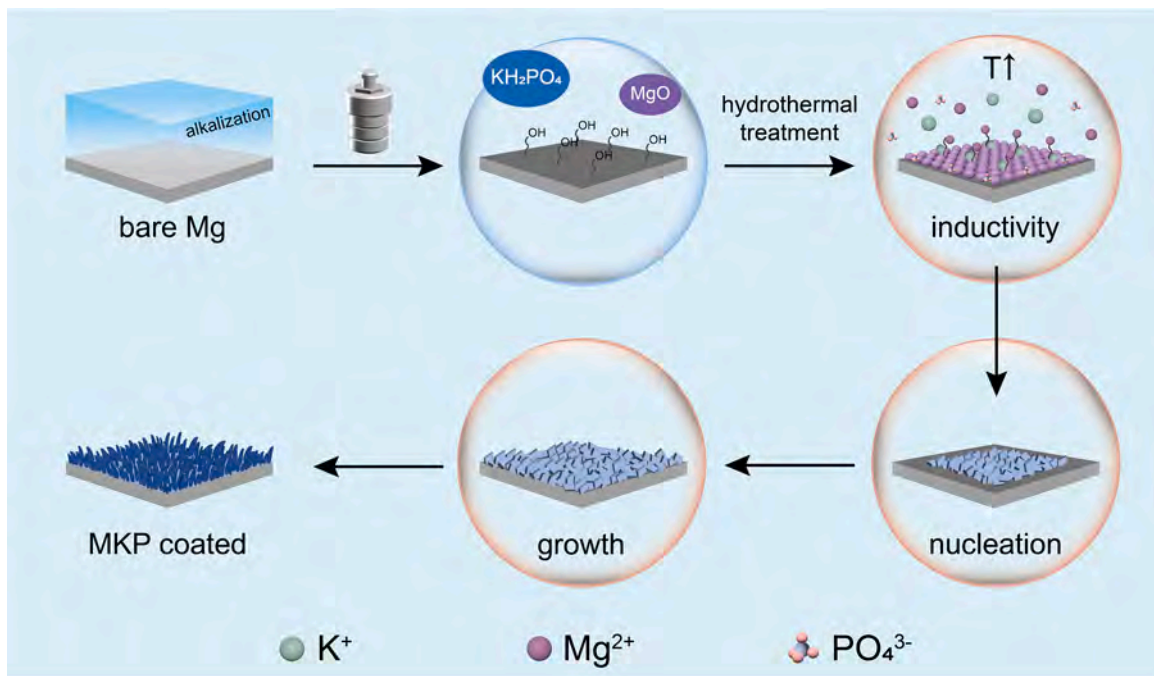 alkalization
bare Mg
KH₂PO₄
MgO
OH
OH
OH
OH
OH
OH
hydrothermal
treatment
T↑
inductivity
MKP coated
growth
nucleation
K⁺
Mg²⁺
PO₄³⁻